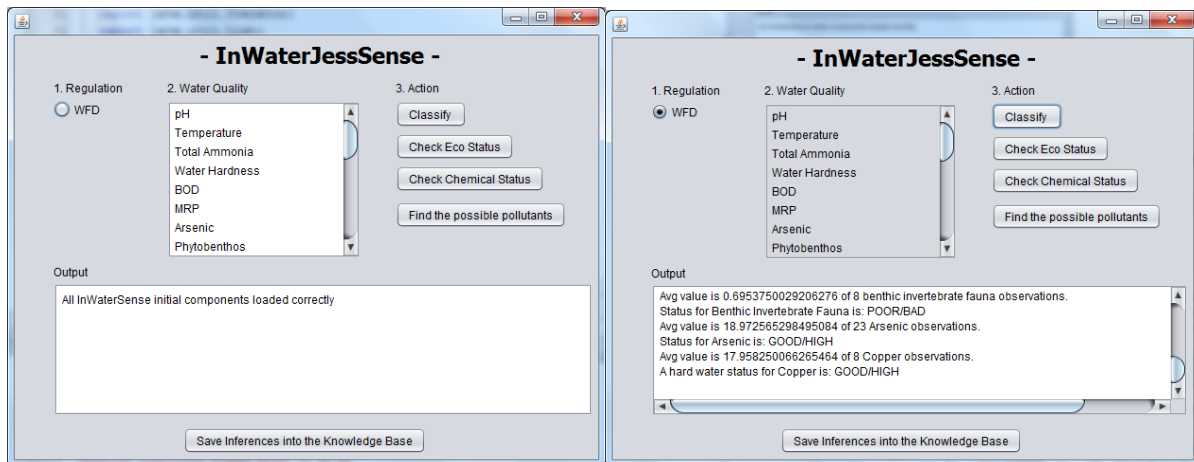 - InWaterJessSense -
1. Regulation
WFD
2. Water Quality
pH
Temperature
Total Ammonia
Water Hardness
BOD
MRP
Arsenic
Phytobenthos
3. Action
Classify
Check Eco Status
Check Chemical Status
Find the possible pollutants
Output
All InWaterSense initial components loaded correctly
Save Inferences into the Knowledge Base
- InWaterJessSense -
1. Regulation
WFD
2. Water Quality
pH
Temperature
Total Ammonia
Water Hardness
BOD
MRP
Arsenic
Phytobenthos
3. Action
Classify
Check Eco Status
Check Chemical Status
Find the possible pollutants
Output
Avg value is 0.6953750029206276 of 8 benthic invertebrate fauna observations.
Status for Benthic Invertebrate Fauna is: POOR/BAD
Avg value is 18.972565298495084 of 23 Arsenic observations.
Status for Arsenic is: GOOD/HIGH
Avg value is 17.958250066265464 of 8 Copper observations.
A hard water status for Copper is: GOOD/HIGH
Save Inferences into the Knowledge Base